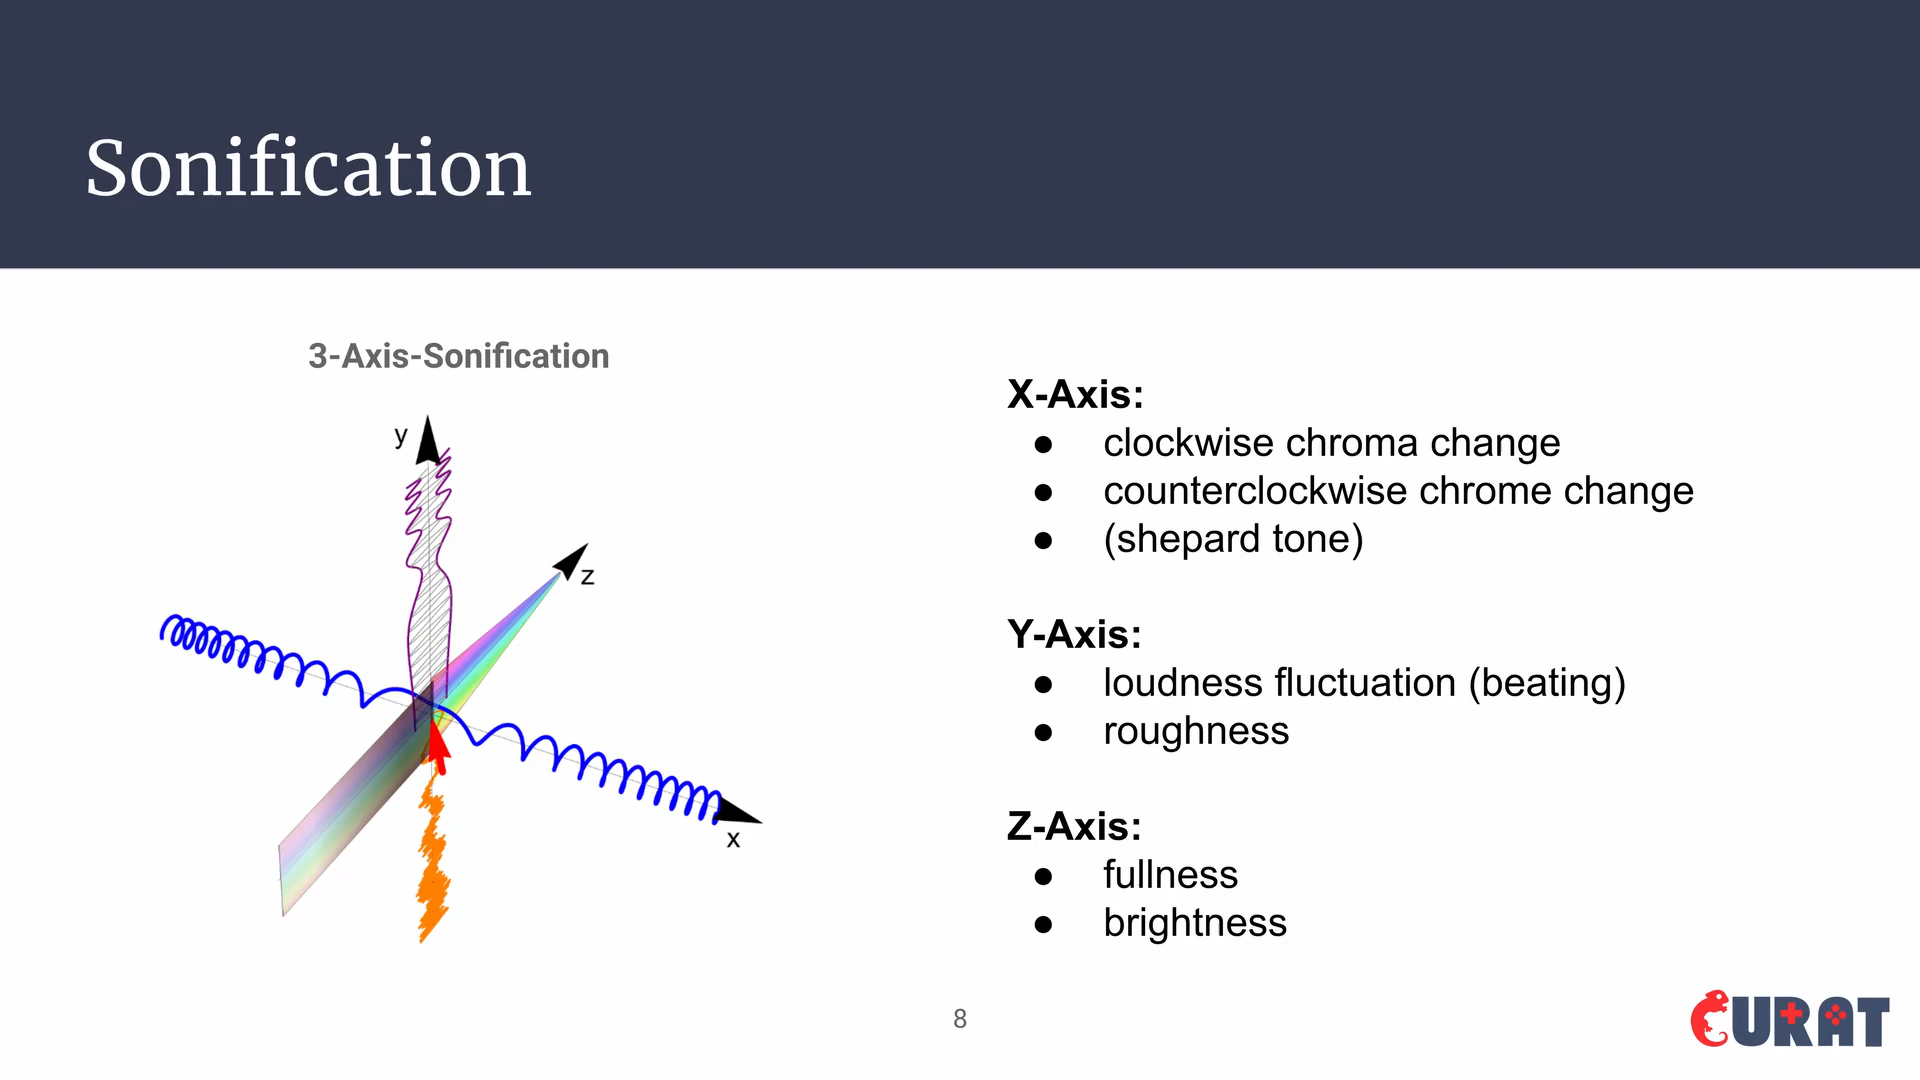 Sonification
3-Axis-Sonification
y
z
x
X-Axis:
● clockwise chroma change
● counterclockwise chrome change
● (shepard tone)
Y-Axis:
● loudness fluctuation (beating)
● roughness
Z-Axis:
● fullness
● brightness
8
CURAT